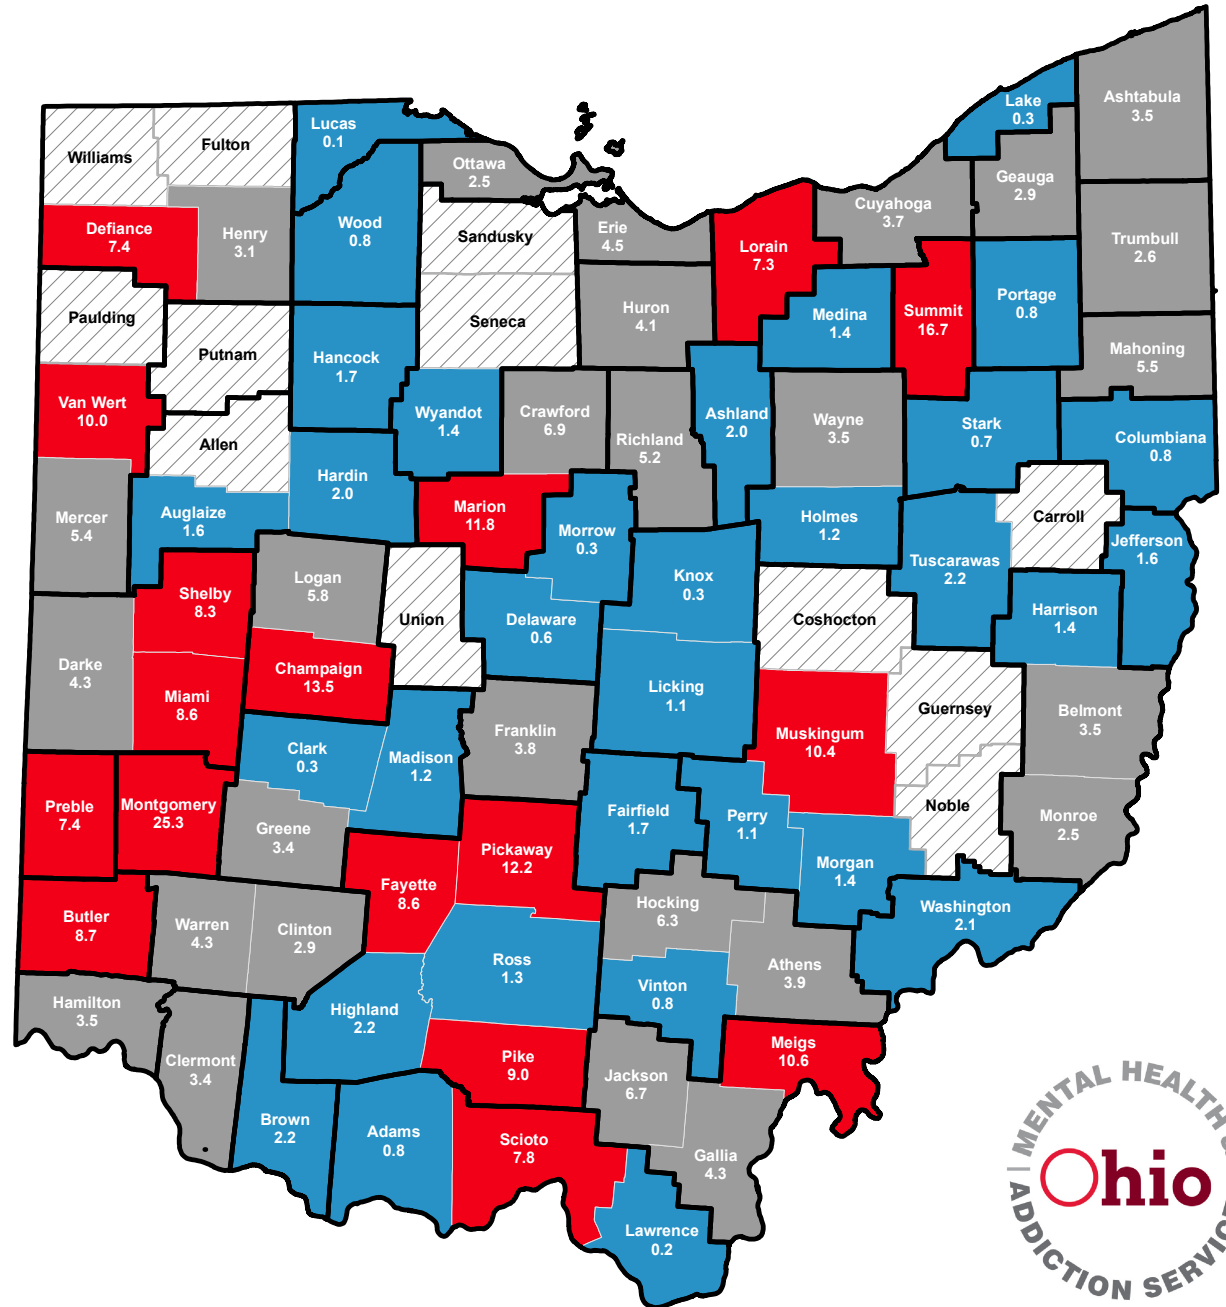 Lake
0.3
Ashtabula
3.5
Lucas
0.1
Fulton
Williams
Ottawa
2.5
Geauga
2.9
Cuyahoga
3.7
Defiance
7.4
Henry
3.1
Wood
0.8
Sandusky
Erie
4.5
Lorain
7.3
Trumbull
2.6
Paulding
Seneca
Huron
4.1
Medina
1.4
Summit
16.7
Portage
0.8
Putnam
Hancock
1.7
Mahoning
5.5
Van Wert
10.0
Wyandot
1.4
Crawford
6.9
Richland
5.2
Ashland
2.0
Wayne
3.5
Stark
0.7
Columbiana
0.8
Allen
Hardin
2.0
Mercer
5.4
Auglaize
1.6
Marion
11.8
Morrow
0.3
Holmes
1.2
Carroll
Tuscarawas
2.2
Jefferson
1.6
Shelby
8.3
Logan
5.8
Union
Delaware
0.6
Knox
0.3
Coshocton
Harrison
1.4
Darke
4.3
Miami
8.6
Champaign
13.5
Licking
1.1
Muskingum
10.4
Guernsey
Belmont
3.5
Clark
0.3
Madison
1.2
Franklin
3.8
Preble
7.4
Montgomery
25.3
Greene
3.4
Fairfield
1.7
Perry
1.1
Noble
Monroe
2.5
Pickaway
12.2
Morgan
1.4
Fayette
8.6
Butler
8.7
Warren
4.3
Clinton
2.9
Hocking
6.3
Washington
2.1
Ross
1.3
Athens
3.9
Vinton
0.8
Hamilton
3.5
Highland
2.2
Clermont
3.4
Pike
9.0
Jackson
6.7
Meigs
10.6
Brown
2.2
Adams
0.8
Scioto
7.8
Gallia
4.3
Lawrence
0.2
MENTAL HEALTH
Ohio
ADDICTION